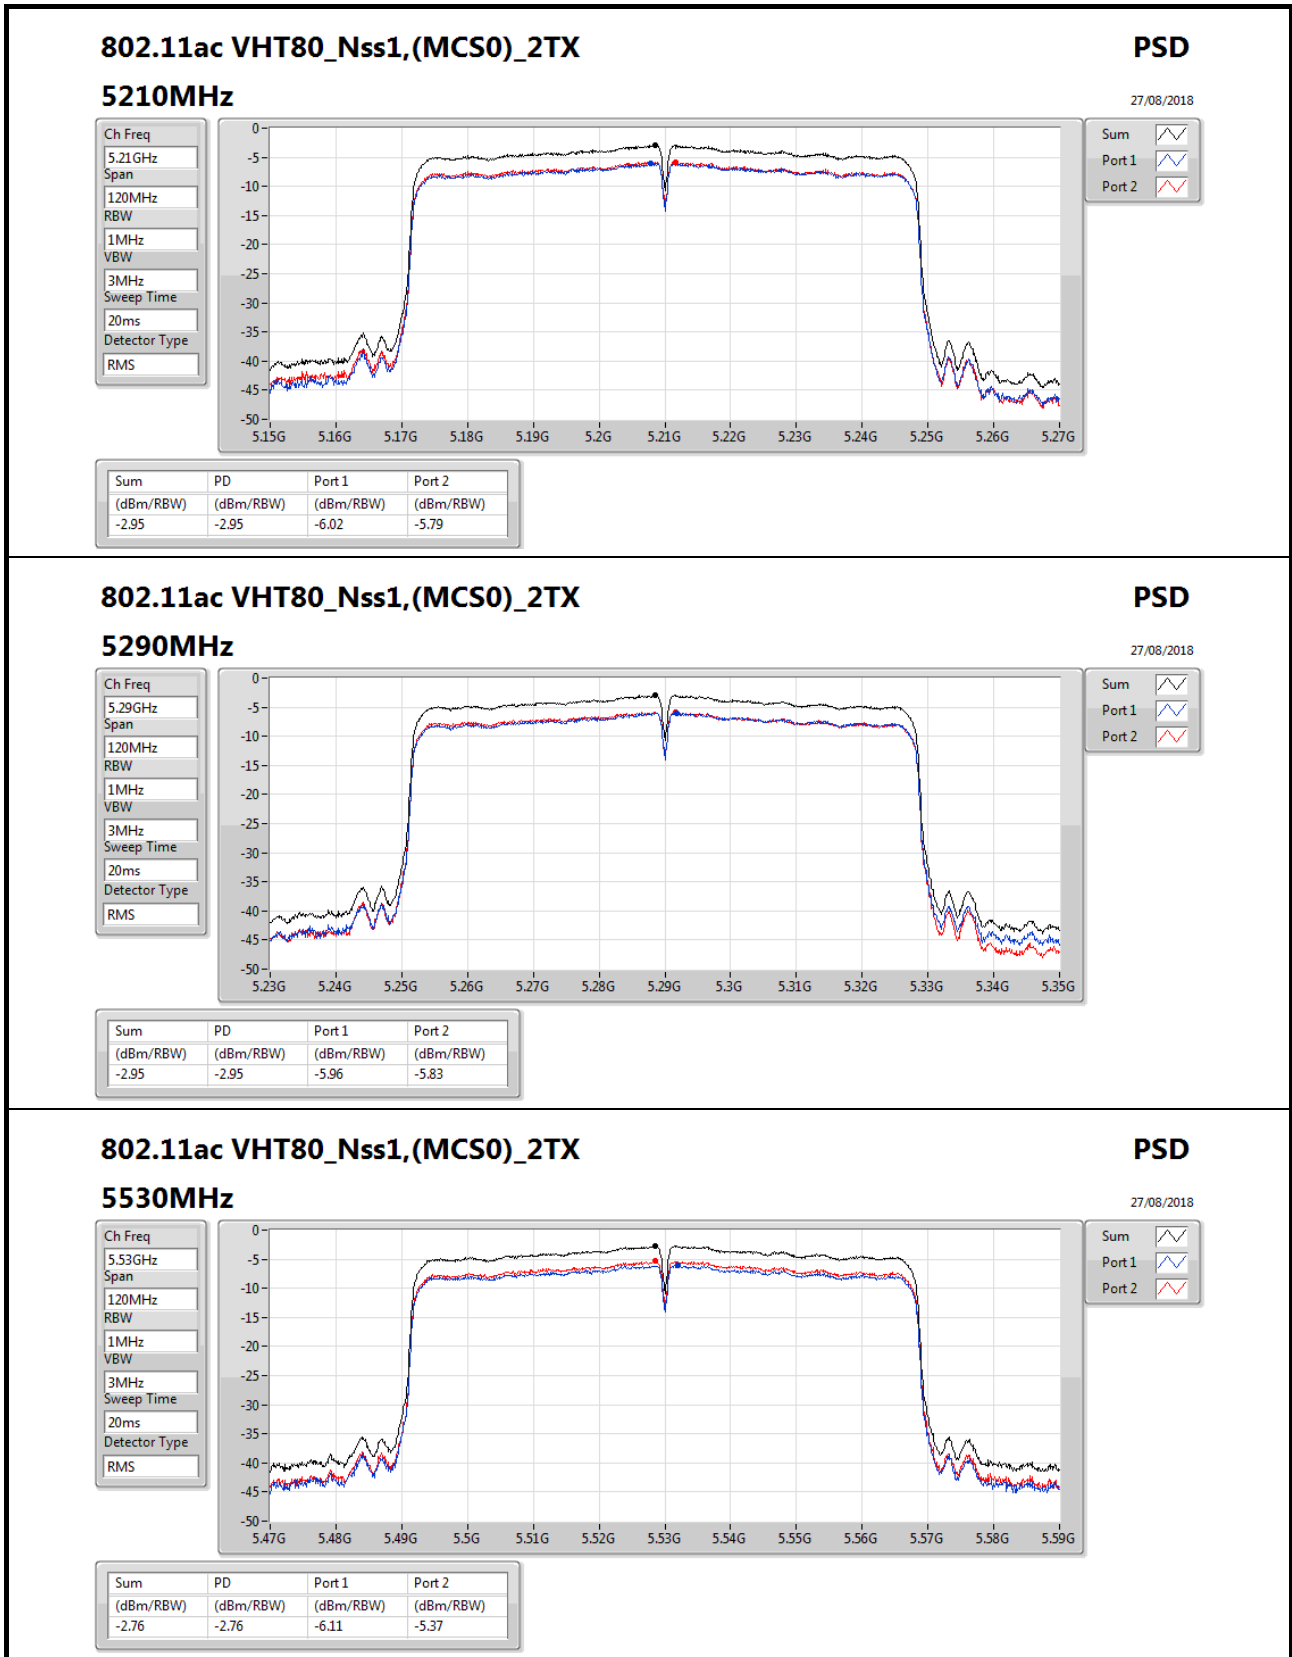 802.11ac VHT80_Nss1,(MCS0)_2TX PSD
5210MHz 27/08/2018
Ch Freq
5.21GHz
Span
120MHz
RBW
1MHz
VBW
3MHz
Sweep Time
20ms
Detector Type
RMS
0
-5
-10
-15
-20
-25
-30
-35
-40
-45
-50
5.15G 5.16G 5.17G 5.18G 5.19G 5.2G 5.21G 5.22G 5.23G 5.24G 5.25G 5.26G 5.27G
Sum
Port 1
Port 2
Sum PD Port 1 Port 2
(dBm/RBW) (dBm/RBW) (dBm/RBW) (dBm/RBW)
-2.95 -2.95 -6.02 -5.79
802.11ac VHT80_Nss1,(MCS0)_2TX PSD
5290MHz 27/08/2018
Ch Freq
5.29GHz
Span
120MHz
RBW
1MHz
VBW
3MHz
Sweep Time
20ms
Detector Type
RMS
0
-5
-10
-15
-20
-25
-30
-35
-40
-45
-50
5.23G 5.24G 5.25G 5.26G 5.27G 5.28G 5.29G 5.3G 5.31G 5.32G 5.33G 5.34G 5.35G
Sum
Port 1
Port 2
Sum PD Port 1 Port 2
(dBm/RBW) (dBm/RBW) (dBm/RBW) (dBm/RBW)
-2.95 -2.95 -5.96 -5.83
802.11ac VHT80_Nss1,(MCS0)_2TX PSD
5530MHz 27/08/2018
Ch Freq
5.53GHz
Span
120MHz
RBW
1MHz
VBW
3MHz
Sweep Time
20ms
Detector Type
RMS
0
-5
-10
-15
-20
-25
-30
-35
-40
-45
-50
5.47G 5.48G 5.49G 5.5G 5.51G 5.52G 5.53G 5.54G 5.55G 5.56G 5.57G 5.58G 5.59G
Sum
Port 1
Port 2
Sum PD Port 1 Port 2
(dBm/RBW) (dBm/RBW) (dBm/RBW) (dBm/RBW)
-2.76 -2.76 -6.11 -5.37